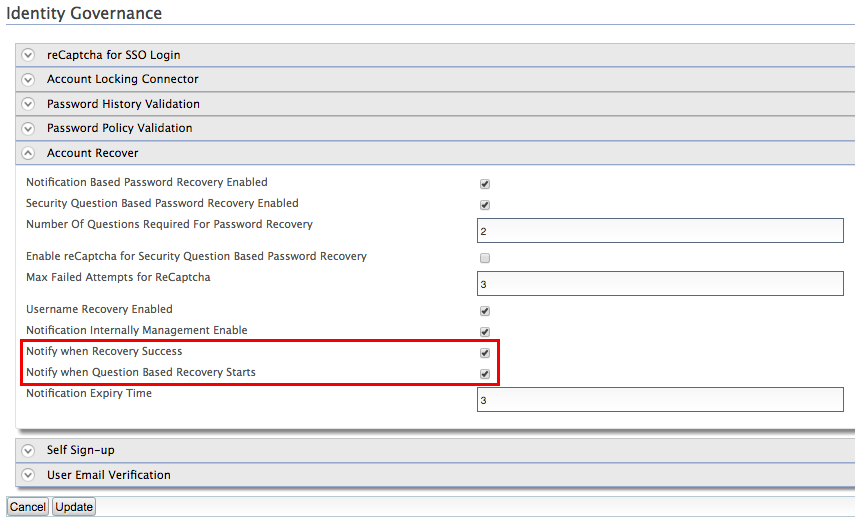 Identity Governance
reCaptcha for SSO Login
Account Locking Connector
Password History Validation
Password Policy Validation
Account Recover
Notification Based Password Recovery Enabled
Security Question Based Password Recovery Enabled
Number Of Questions Required For Password Recovery
2
Enable reCaptcha for Security Question Based Password Recovery
Max Failed Attempts for ReCaptcha
3
Username Recovery Enabled
Notification Internally Management Enable
Notify when Recovery Success
Notify when Question Based Recovery Starts
Notification Expiry Time
3
Self Sign-up
User Email Verification
Cancel Update